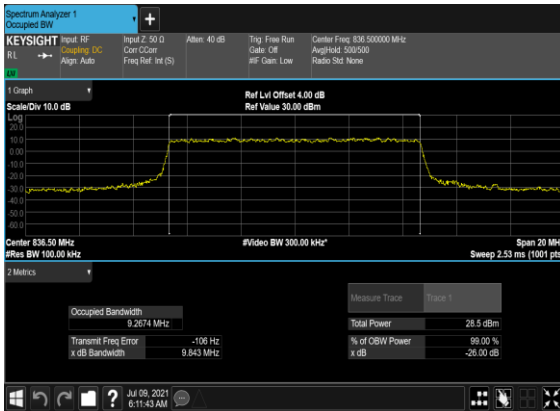 Spectrum Analyzer 1
Occupied BW
KEYSIGHT
RL
Input: RF
Coupling: DC
Align: Auto
Input Z: 50 Ω
Corr CCorr
Freq Ref: Int (S)
Atten: 40 dB
Trig: Free Run
Gate: Off
#IF Gain: Low
Center Freq: 836.500000 MHz
Avg|Hold: 500/500
Radio Std: None
1 Graph
Scale/Div 10.0 dB
Ref Lvl Offset 4.00 dB
Ref Value 30.00 dBm
Log
20.0
10.0
0.00
-10.0
-20.0
-30.0
-40.0
-50.0
-60.0
Center 836.50 MHz
#Res BW 100.00 kHz
#Video BW 300.00 kHz*
Span 20 MH
Sweep 2.53 ms (1001 pts
2 Metrics
Measure Trace
Trace 1
Occupied Bandwidth
9.2674 MHz
Total Power
28.5 dBm
Transmit Freq Error
-106 Hz
% of OBW Power
99.00 %
x dB Bandwidth
9.843 MHz
x dB
-26.00 dB
?
Jul 09, 2021
6:11:43 AM